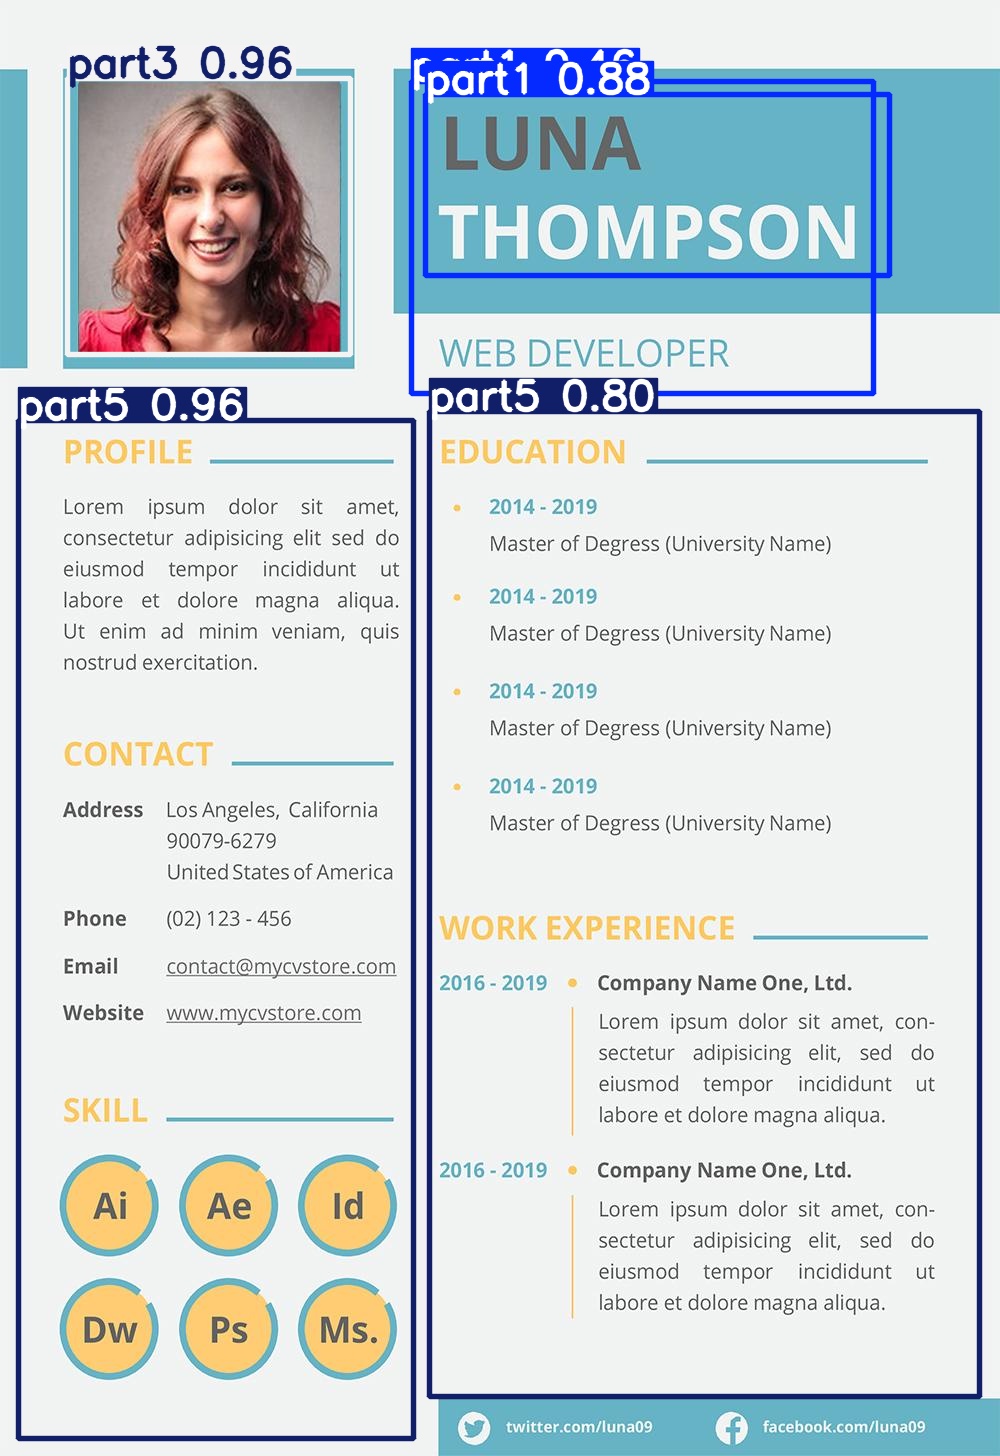 part3 0.96
part1 0.46
part1 0.88
LUNA
THOMPSON
WEB DEVELOPER
part5 0.96
PROFILE
Lorem ipsum dolor sit amet,
consectetur adipisicing elit sed do
eiusmod tempor incididunt ut
labore et dolore magna aliqua.
Ut enim ad minim veniam, quis
nostrud exercitation.
CONTACT
Address Los Angeles, California
90079-6279
United States of America
Phone (02) 123 - 456
Email contact@mycvstore.com
Website www.mycvstore.com
SKILL
Ai Ae Id
Dw Ps Ms.
part5 0.80
EDUCATION
• 2014 - 2019
Master of Degress (University Name)
• 2014 - 2019
Master of Degress (University Name)
• 2014 - 2019
Master of Degress (University Name)
• 2014 - 2019
Master of Degress (University Name)
WORK EXPERIENCE
2016 - 2019 • Company Name One, Ltd.
Lorem ipsum dolor sit amet, con-
sectetur adipisicing elit, sed do
eiusmod tempor incididunt ut
labore et dolore magna aliqua.
2016 - 2019 • Company Name One, Ltd.
Lorem ipsum dolor sit amet, con-
sectetur adipisicing elit, sed do
eiusmod tempor incididunt ut
labore et dolore magna aliqua.
twitter.com/luna09 facebook.com/luna09